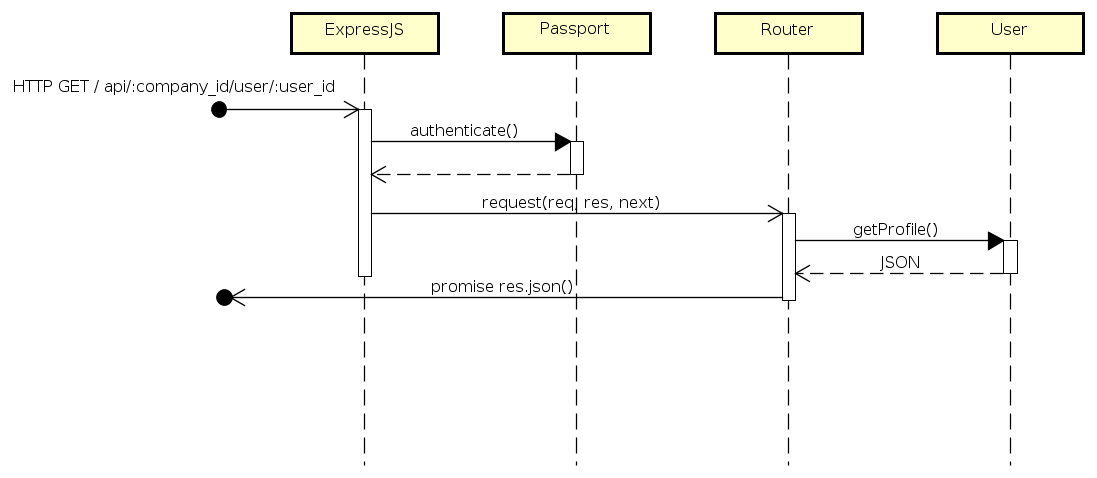 ExpressJS
Passport
Router
User
HTTP GET / api/:company_id/user/:user_id
authenticate()
request(req, res, next)
getProfile()
JSON
promise res.json()